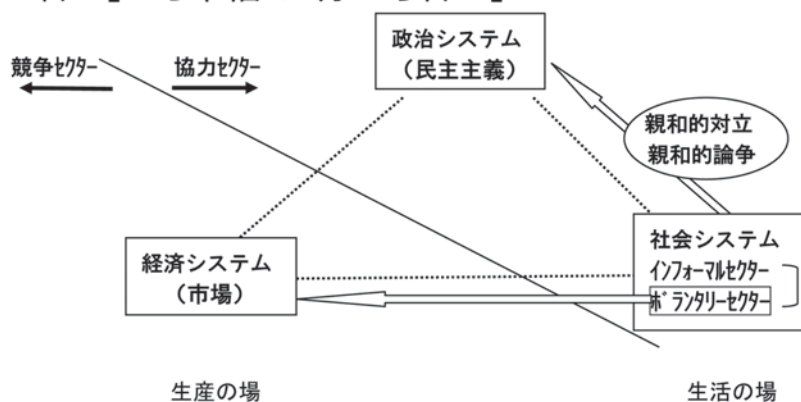 政治システム
（民主主義）
競争ｾｸﾀｰ
協力ｾｸﾀｰ
親和的対立
親和的論争
社会システム
ｲﾝﾌｫｰﾏﾙｾｸﾀｰ
ﾎﾞﾗﾝﾀﾘｰｾｸﾀｰ
経済システム
（市場）
生産の場
生活の場